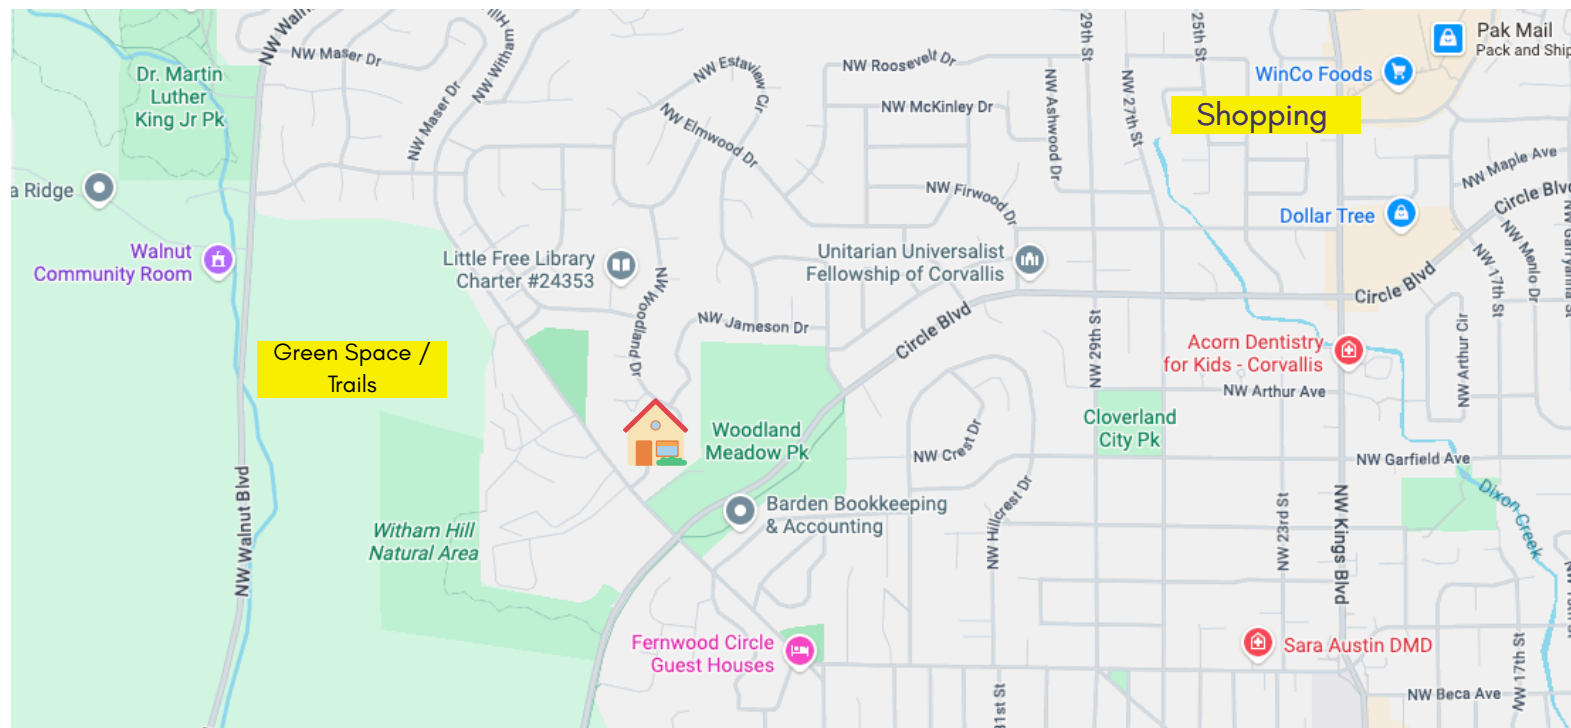 NW Maser Dr
NW Maser Dr
NW Witham
Hill
NW Estaview Cir
NW Elmwood Dr
NW Roosevelt Dr
NW McKinley Dr
NW Ashwood Dr
29th St
NW 27th St
25th St
Pak Mail
Pack and Ship
WinCo Foods
Shopping
Dr. Martin
Luther
King Jr Pk
a Ridge
Walnut
Community Room
Little Free Library
Charter #24353
NW Woodland Dr
NW Jameson Dr
NW Firwood Dr
Unitarian Universalist
Fellowship of Corvallis
Dollar Tree
NW Maple Ave
Circle Blvd
Circle Blvd
Circle Blvd
NW 17th St
NW Menlo Dr
NW Garryanna St
Green Space /
Trails
Acorn Dentistry
for Kids - Corvallis
NW Arthur Ave
NW Arthur Cir
NW 29th St
Cloverland
City Pk
Woodland
Meadow Pk
NW Crest Dr
NW Garfield Ave
Dixon Creek
Barden Bookkeeping
& Accounting
NW Hillcrest Dr
NW 23rd St
NW Kings Blvd
NW Walnut Blvd
Witham Hill
Natural Area
Fernwood Circle
Guest Houses
Sara Austin DMD
NW 17th St
NW Beca Ave
31st St